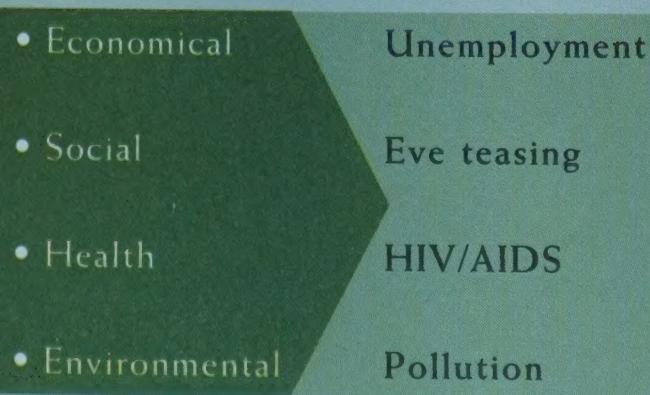 • Economical Unemployment
• Social Eve teasing
• Health HIV/AIDS
• Environmental Pollution